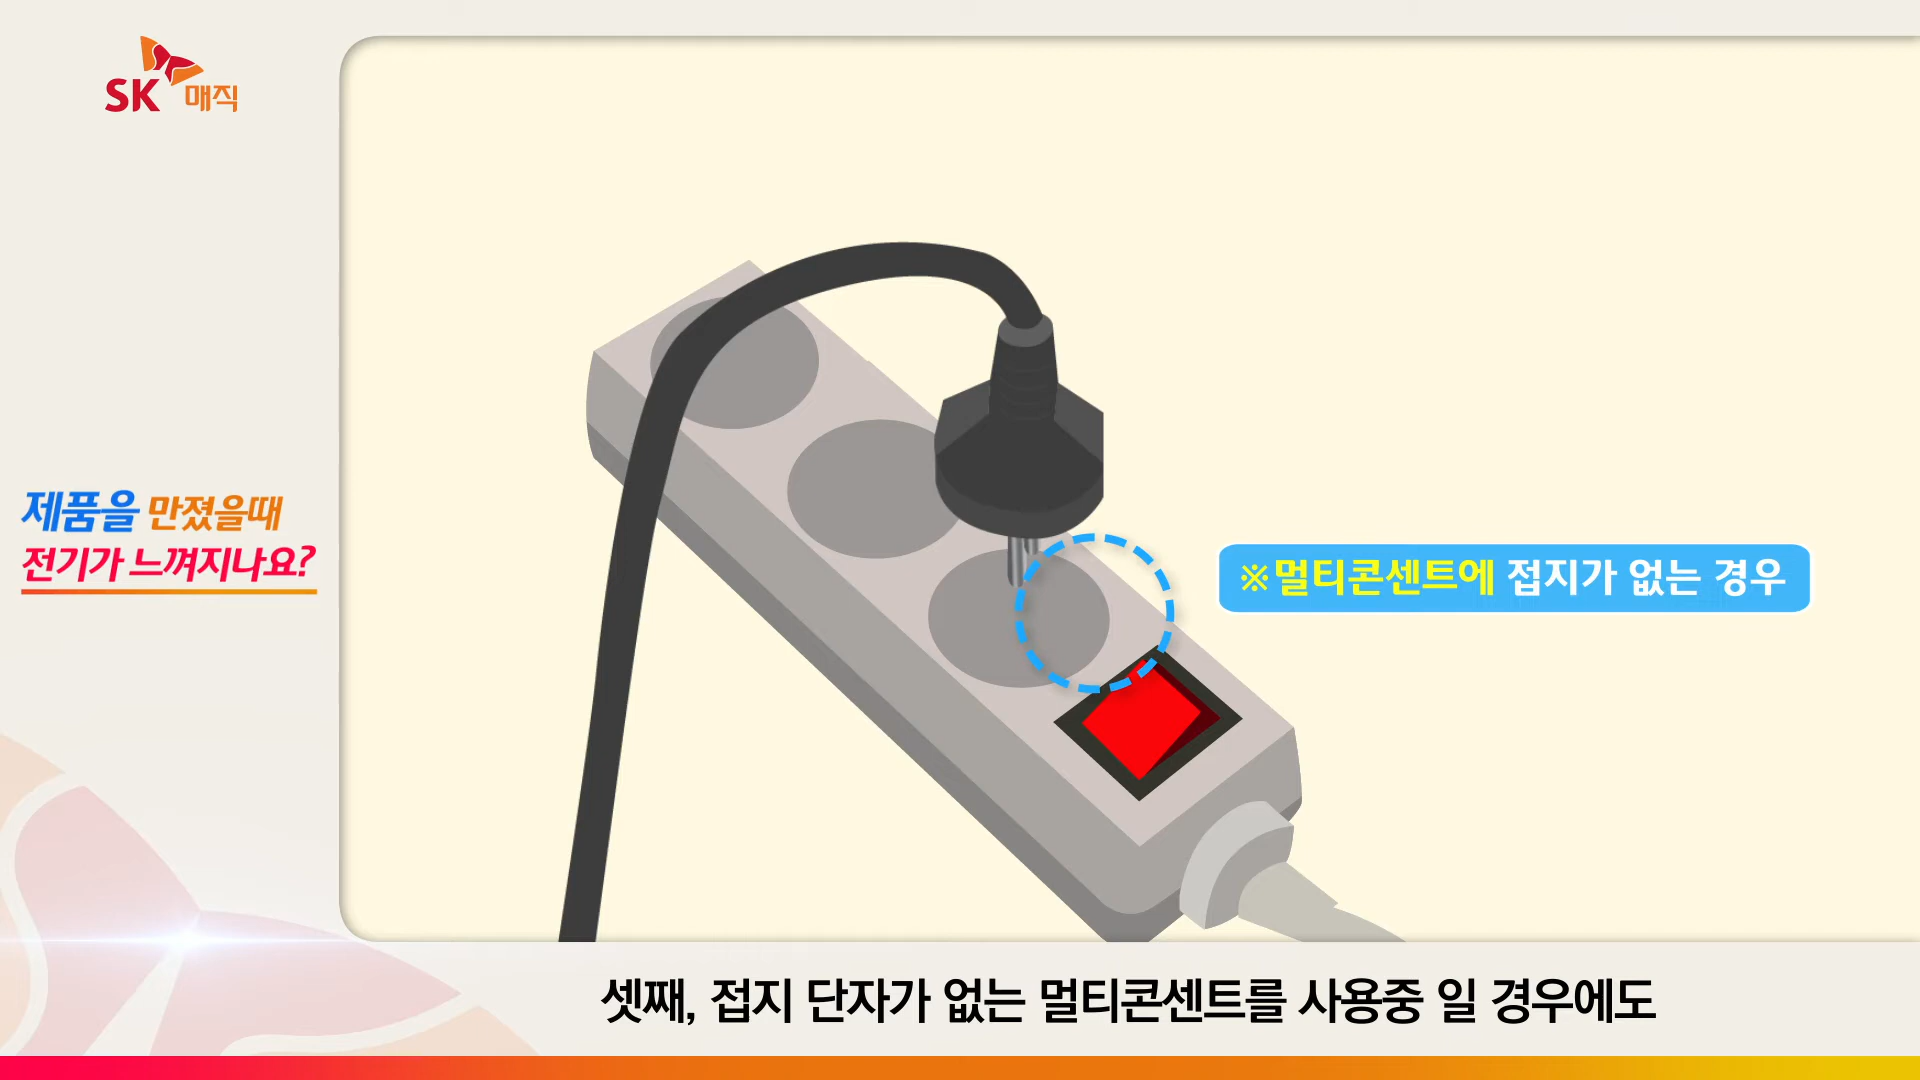 SK 매직
제품을 만졌을때
전기가 느껴지나요?
※멀티콘센트에 접지가 없는 경우
셋째, 접지 단자가 없는 멀티콘센트를 사용중 일 경우에도